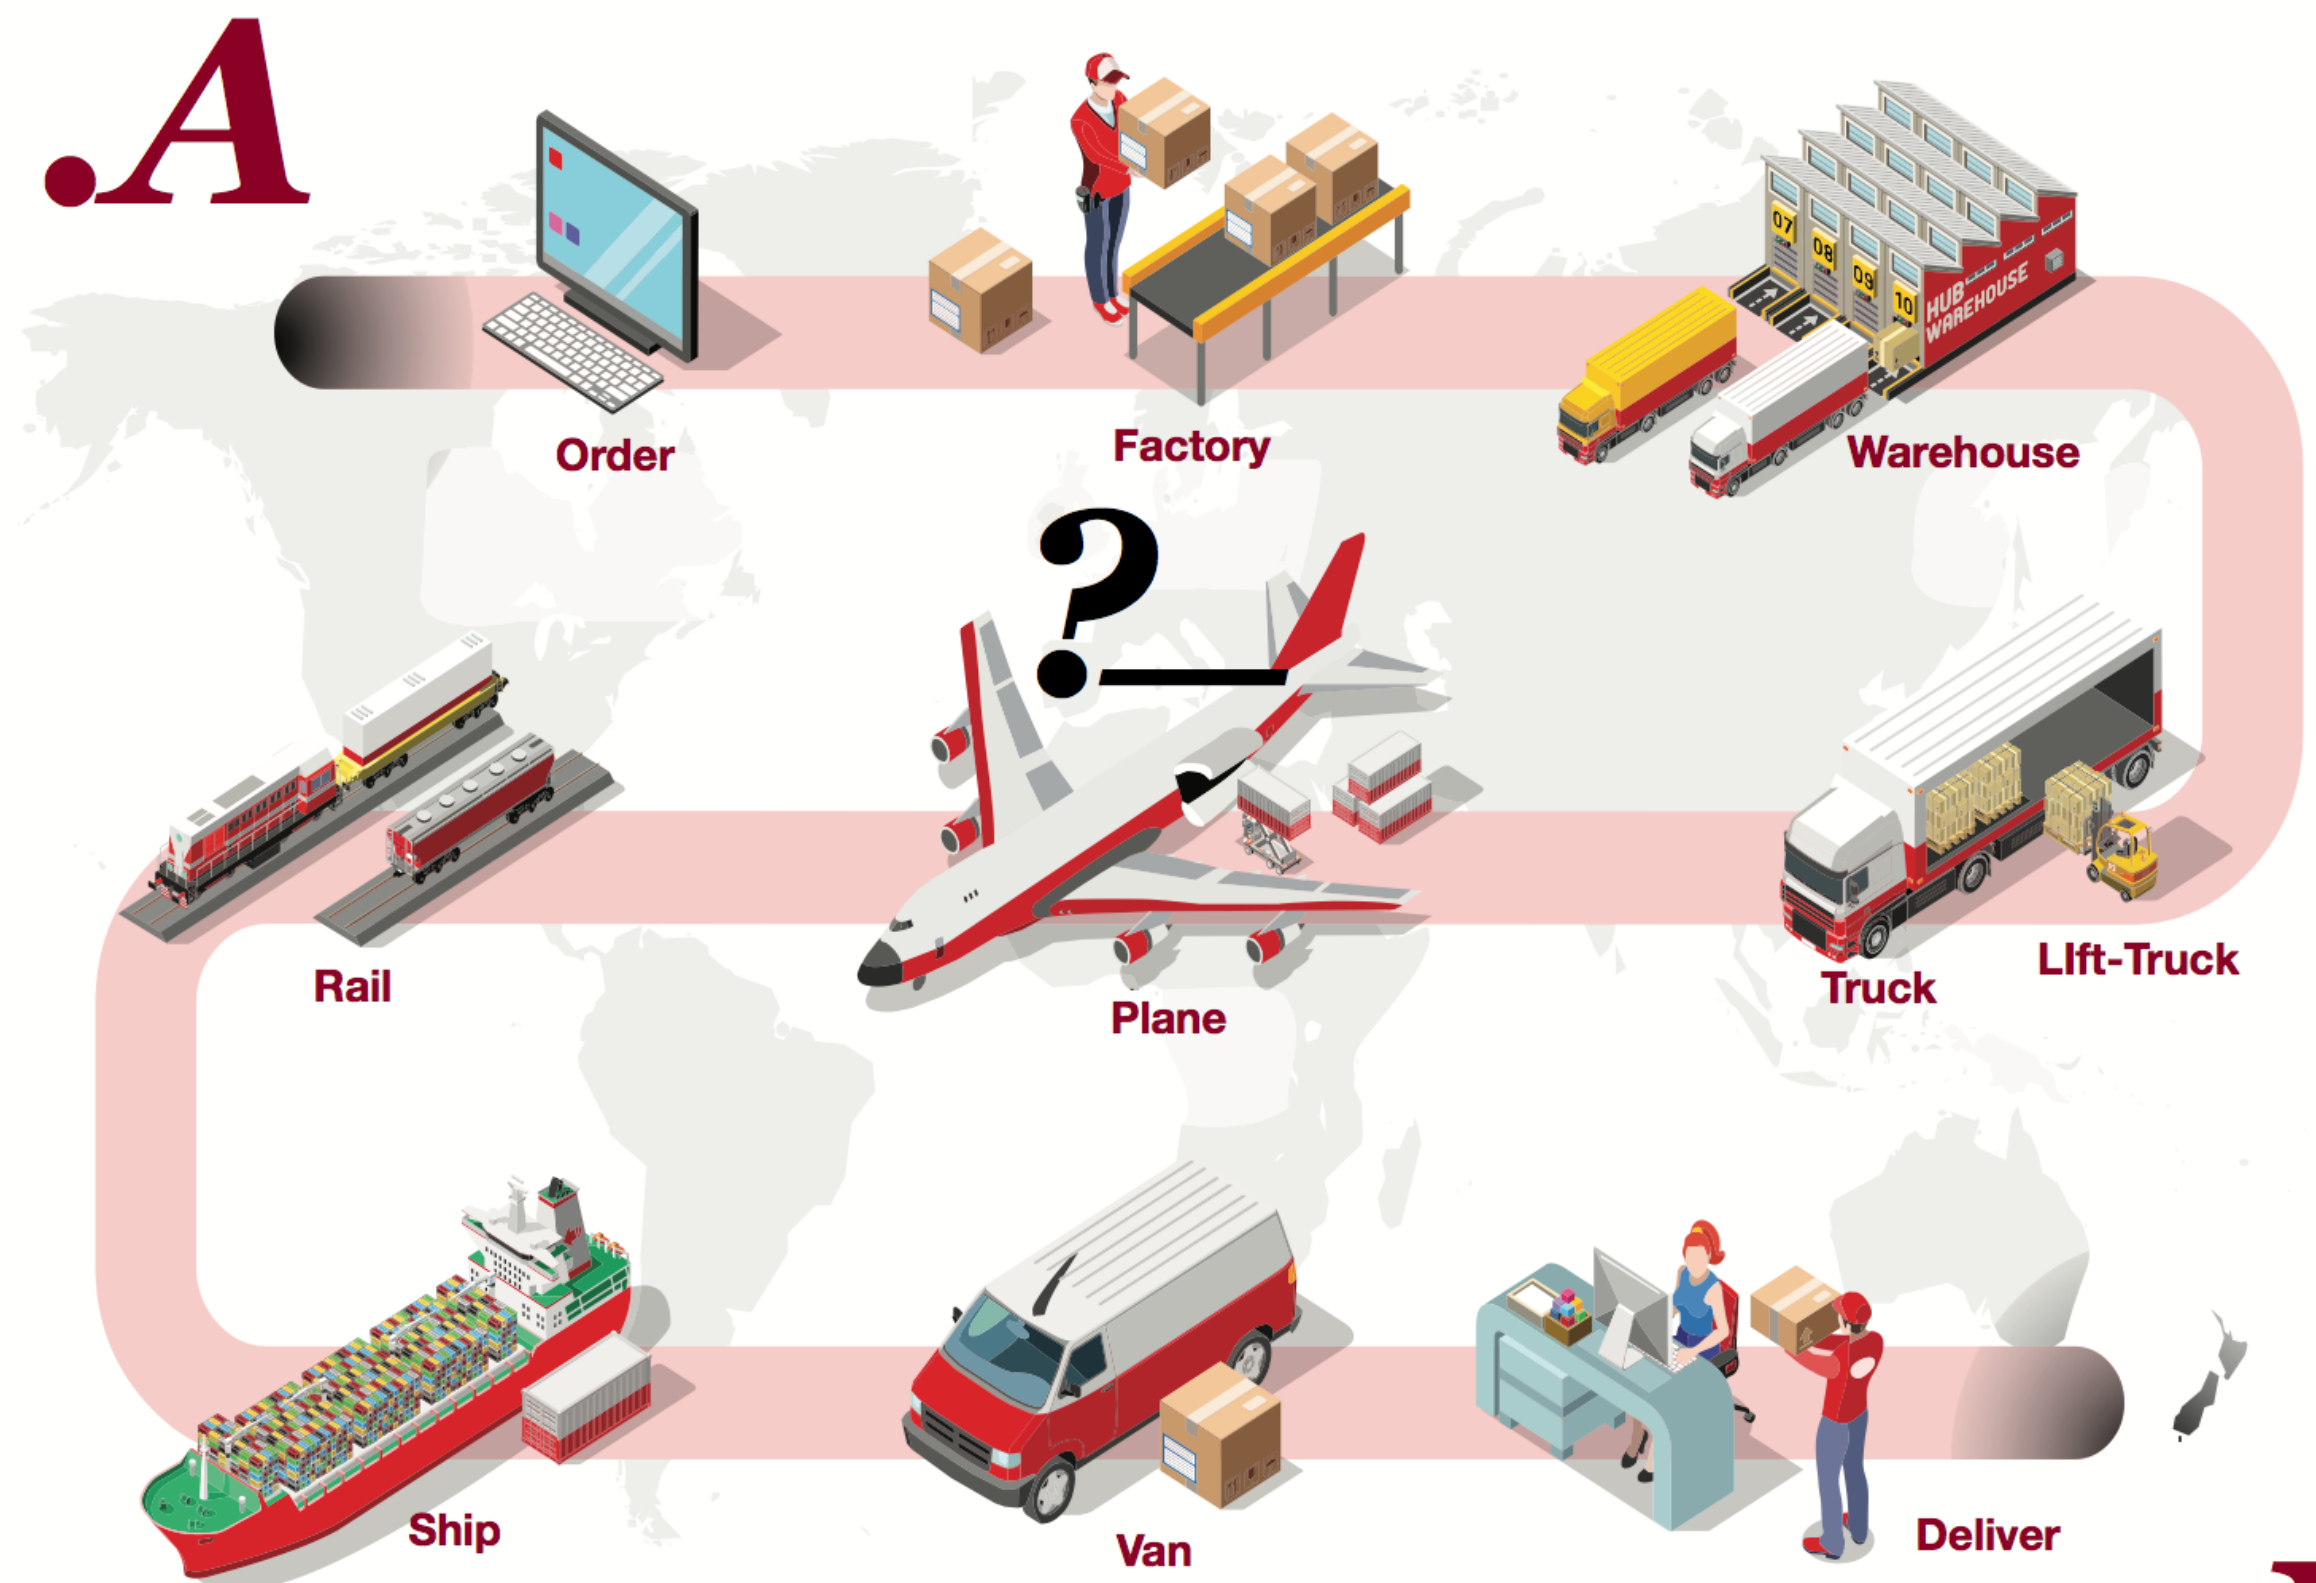 .A
Order
Factory
07
08
09
10
HUB
WAREHOUSE
Warehouse
?
Rail
Plane
Truck
LIft-Truck
Ship
Van
Deliver